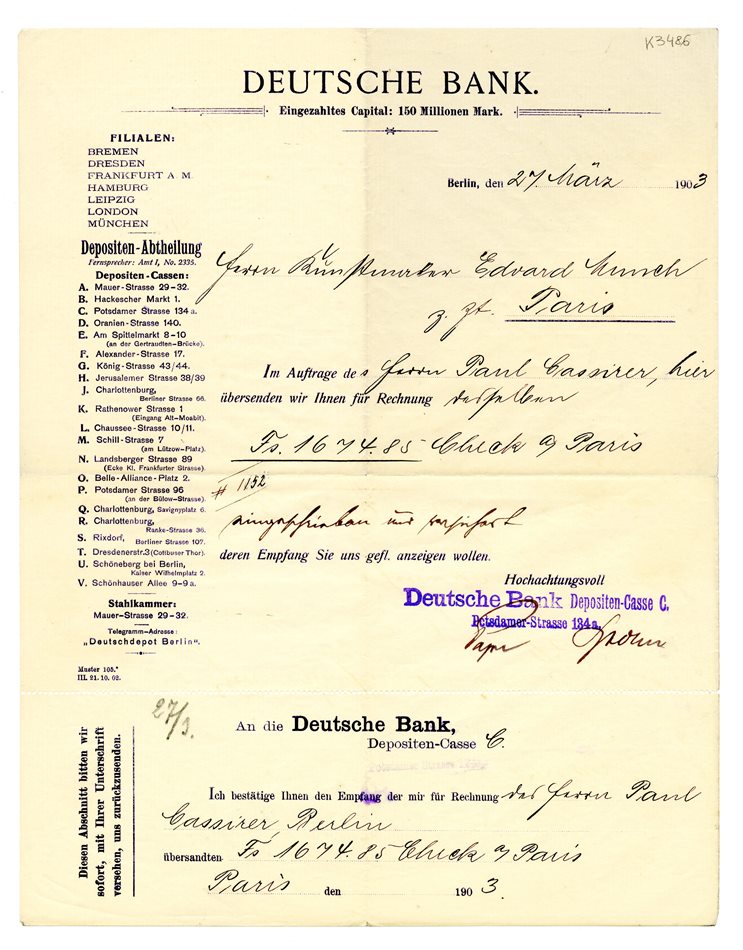 K3486
DEUTSCHE BANK.
Eingezahltes Capital: 150 Millionen Mark.
FILIALEN:
BREMEN
DRESDEN
FRANKFURT A. M.
HAMBURG
LEIPZIG
LONDON
MÜNCHEN
Berlin, den 27. März 1903
Depositen-Abtheilung
Fernsprecher: Amt I, No. 2335.
Depositen-Cassen:
A. Mauer-Strasse 29-32.
B. Hackescher Markt 1.
C. Potsdamer Strasse 134 a.
D. Oranien-Strasse 140.
E. Am Spittelmarkt 8-10
(an der Gertraudten-Brücke).
F. Alexander-Strasse 17.
G. König-Strasse 43/44.
H. Jerusalemer Strasse 38/39
J. Charlottenburg,
Berliner Strasse 66.
K. Rathenower Strasse 1
(Eingang Alt-Moabit).
L. Chaussee-Strasse 10/11.
M. Schill-Strasse 7
(am Lützow-Platz).
N. Landsberger Strasse 89
(Ecke Kl. Frankfurter Strasse).
O. Belle-Alliance-Platz 2.
P. Potsdamer Strasse 96
(an der Bülow-Strasse).
Q. Charlottenburg, Savignyplatz 6.
R. Charlottenburg,
Ranke-Strasse 36.
S. Rixdorf, Berliner Strasse 107.
T. Dresdenerstr. 3 (Cottbuser Thor).
U. Schöneberg bei Berlin,
Kaiser Wilhelmplatz 2.
V. Schönhauser Allee 9-9a.
Stahlkammer:
Mauer-Strasse 29-32.
Telegramm-Adresse:
„Deutschdepot Berlin".
Muster 105.*
III. 21. 10. 02.
Herrn Kunstmaler Edvard Munch
z. Zt. Paris
Im Auftrage des Herrn Paul Cassirer, hier
übersenden wir Ihnen für Rechnung desselben
Fs. 1674.85 Check a/ Paris
# 1152
eingeschrieben und versichert
deren Empfang Sie uns gefl. anzeigen wollen.
Hochachtungsvoll
Deutsche Bank Depositen-Casse C.
Potsdamer-Strasse 134a.
27/3.
An die Deutsche Bank,
Depositen-Casse C.
Diesen Abschnitt bitten wir
sofort, mit Ihrer Unterschrift
versehen, uns zurückzusenden.
Ich bestätige Ihnen den Empfang der mir für Rechnung des Herrn Paul
Cassirer, Berlin
übersandten Fs 1674.85 Check a/ Paris
Paris den 1903.